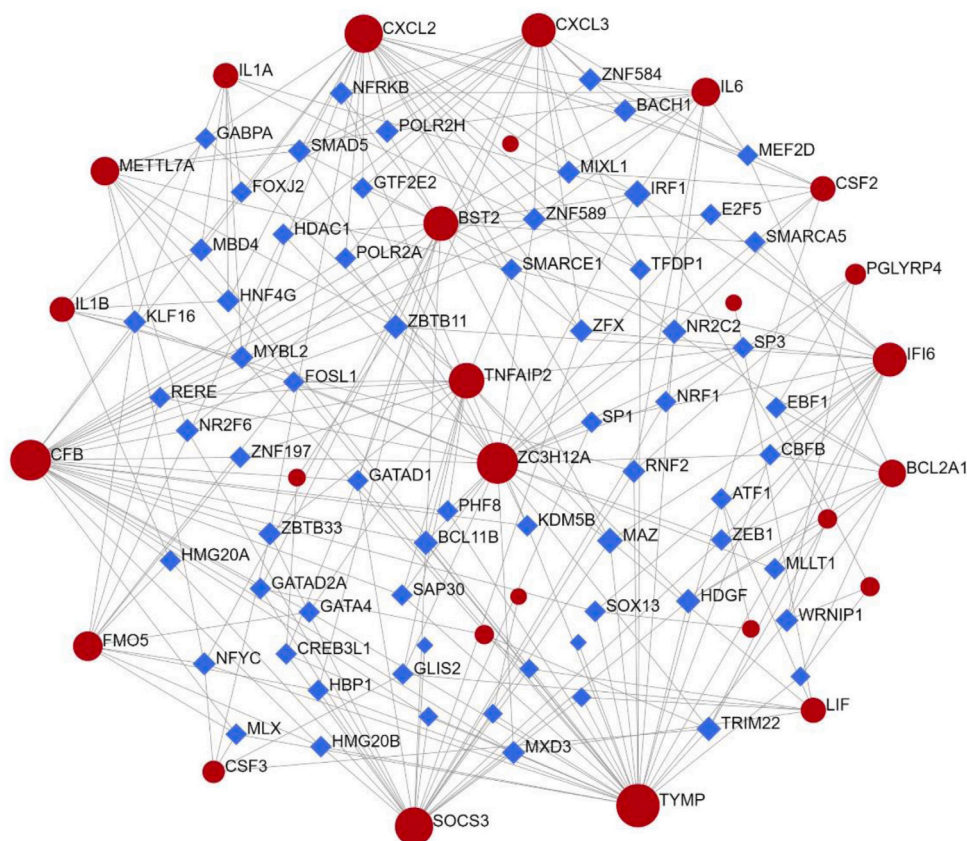 CXCL2
CXCL3
IL1A
ZNF584
NFRKB
IL6
BACH1
POLR2H
GABPA
SMAD5
MEF2D
METTL7A
MIXL1
GTF2E2
CSF2
FOXJ2
IRF1
E2F5
BST2
ZNF589
HDAC1
SMARCA5
MBD4
POLR2A
SMARCE1
TFDP1
PGLYRP4
HNF4G
IL1B
KLF16
ZBTB11
ZFX
NR2C2
SP3
MYBL2
IFI6
TNFAIP2
FOSL1
RERE
NRF1
EBF1
SP1
NR2F6
CFB
ZNF197
ZC3H12A
CBFB
RNF2
BCL2A1
GATAD1
ATF1
PHF8
KDM5B
ZBTB33
BCL11B
MAZ
ZEB1
HMG20A
MLLT1
GATAD2A
SAP30
HDGF
GATA4
SOX13
WRNIP1
FMO5
CREB3L1
NFYC
GLIS2
HBP1
LIF
TRIM22
MLX
HMG20B
MXD3
CSF3
TYMP
SOCS3